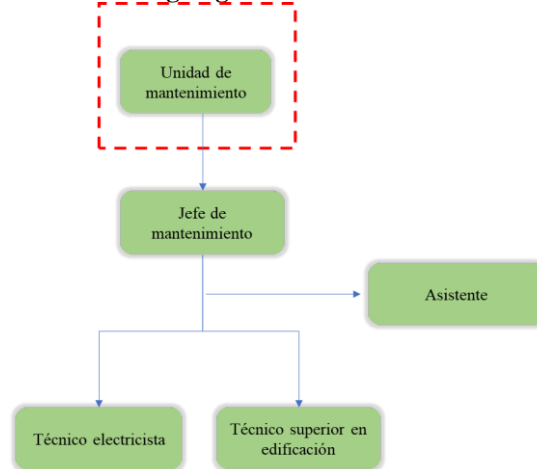 Unidad de
mantenimiento
Jefe de
mantenimiento
Asistente
Técnico electricista
Técnico superior en
edificación